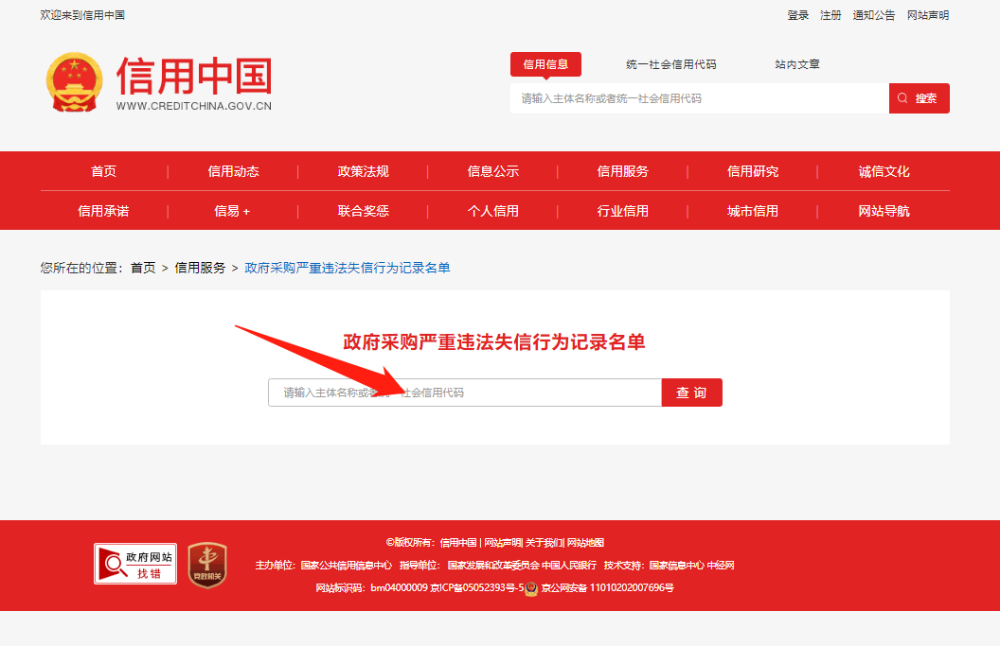 欢迎来到信用中国
登录 注册 通知公告 网站声明
信用中国
WWW.CREDITCHINA.GOV.CN
信用信息 统一社会信用代码 站内文章
请输入主体名称或者统一社会信用代码 搜索
首页 | 信用动态 | 政策法规 | 信息公示 | 信用服务 | 信用研究 | 诚信文化
信用承诺 | 信易+ | 联合奖惩 | 个人信用 | 行业信用 | 城市信用 | 网站导航
您所在的位置：首页 > 信用服务 > 政府采购严重违法失信行为记录名单
政府采购严重违法失信行为记录名单
请输入主体名称或者统一社会信用代码 查 询
政府网站
找错
党政机关
©版权所有：信用中国 | 网站声明| 关于我们| 网站地图
主办单位：国家公共信用信息中心 指导单位：国家发展和改革委员会 中国人民银行 技术支持：国家信息中心 中经网
网站标识码：bm04000009 京ICP备05052393号-5 京公网安备 11010202007696号